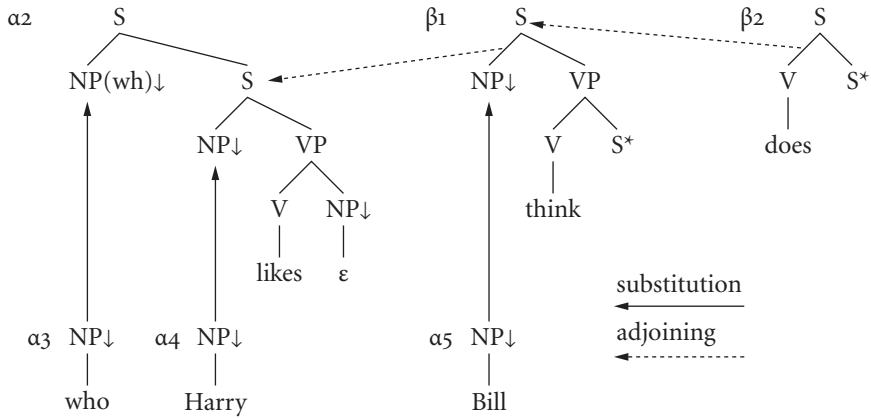 α2 S β1 S β2 S
NP(wh)↓ S NP↓ VP V S*
NP↓ VP V S* does
V NP↓ think
likes ε substitution
α3 NP↓ α4 NP↓ α5 NP↓ adjoining
who Harry Bill